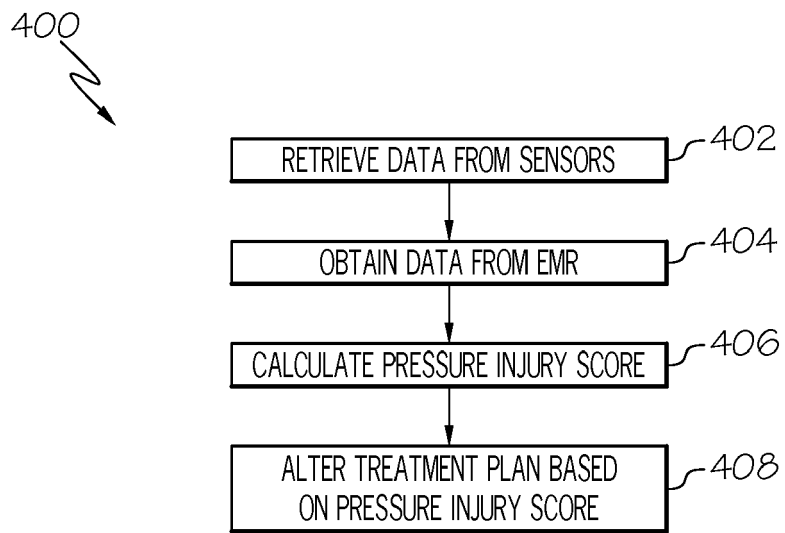 400
RETRIEVE DATA FROM SENSORS
402
OBTAIN DATA FROM EMR
404
CALCULATE PRESSURE INJURY SCORE
406
ALTER TREATMENT PLAN BASED
ON PRESSURE INJURY SCORE
408